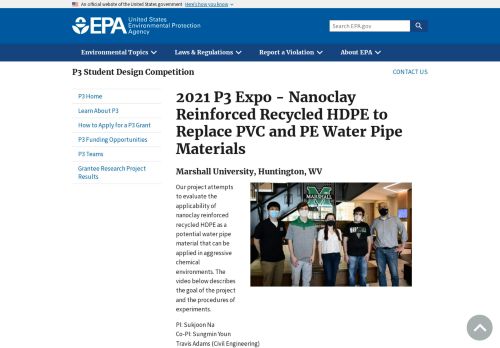 An official website of the United States government Here's how you know
EPA United States
Environmental Protection
Agency
Search EPA.gov
Environmental Topics
Laws & Regulations
Report a Violation
About EPA
P3 Student Design Competition
CONTACT US
P3 Home
Learn About P3
How to Apply for a P3 Grant
P3 Funding Opportunities
P3 Teams
Grantee Research Project
Results
2021 P3 Expo - Nanoclay
Reinforced Recycled HDPE to
Replace PVC and PE Water Pipe
Materials
Marshall University, Huntington, WV
Our project attempts
to evaluate the
applicability of
nanoclay reinforced
recycled HDPE as a
potential water pipe
material that can be
applied in aggressive
chemical
environments. The
video below describes
the goal of the project
and the procedures of
experiments.
MARSHALL
PI: Sukjoon Na
Co-PI: Sungmin Youn
Travis Adams (Civil Engineering)